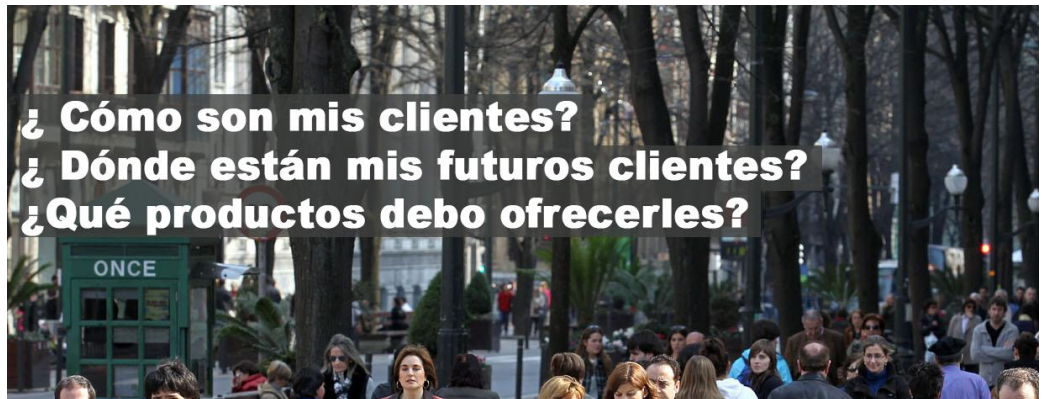 ¿ Cómo son mis clientes?
¿ Dónde están mis futuros clientes?
¿Qué productos debo ofrecerles?
ONCE